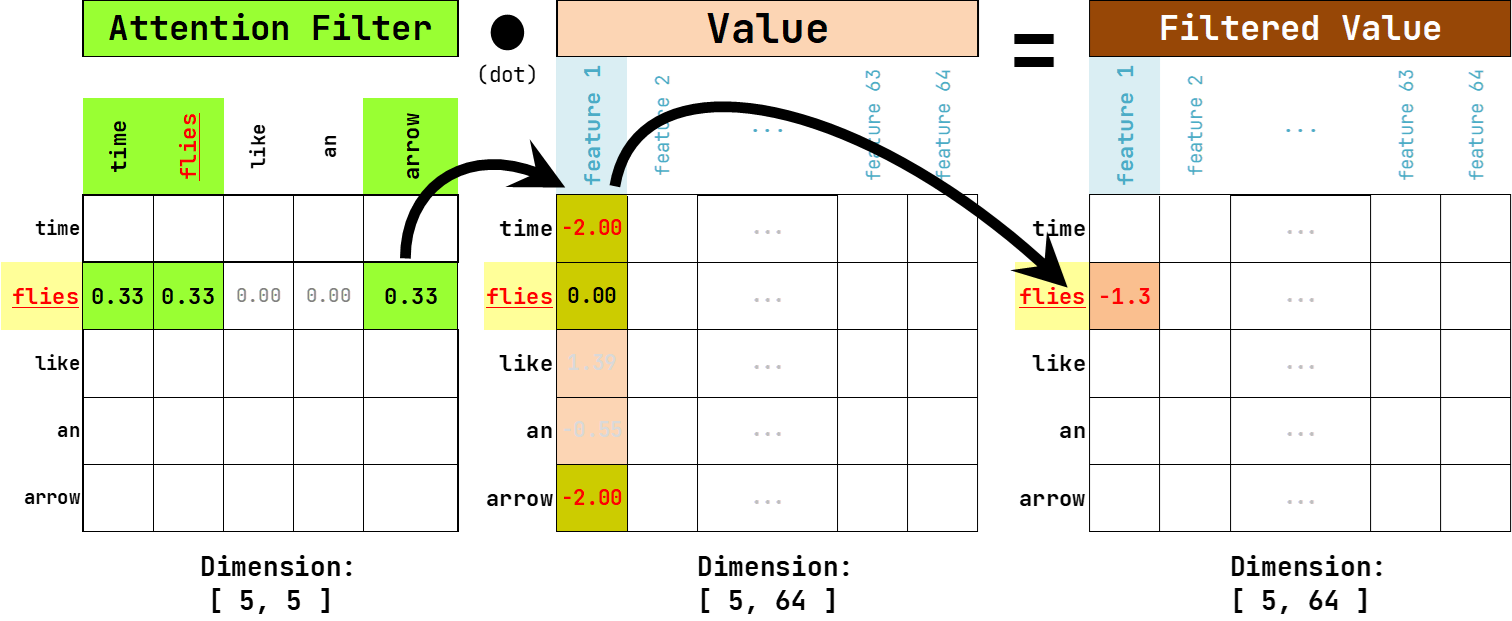 Attention Filter
(dot)
Value
=
Filtered Value
time flies like an arrow
feature 1 feature 2 ... feature 63 feature 64
feature 1 feature 2 ... feature 63 feature 64
time
flies 0.33 0.33 0.00 0.00 0.33
like
an
arrow
time -2.00 ...
flies 0.00 ...
like 1.39 ...
an -0.55 ...
arrow -2.00 ...
time ...
flies -1.3 ...
like ...
an ...
arrow ...
Dimension:
[ 5, 5 ]
Dimension:
[ 5, 64 ]
Dimension:
[ 5, 64 ]